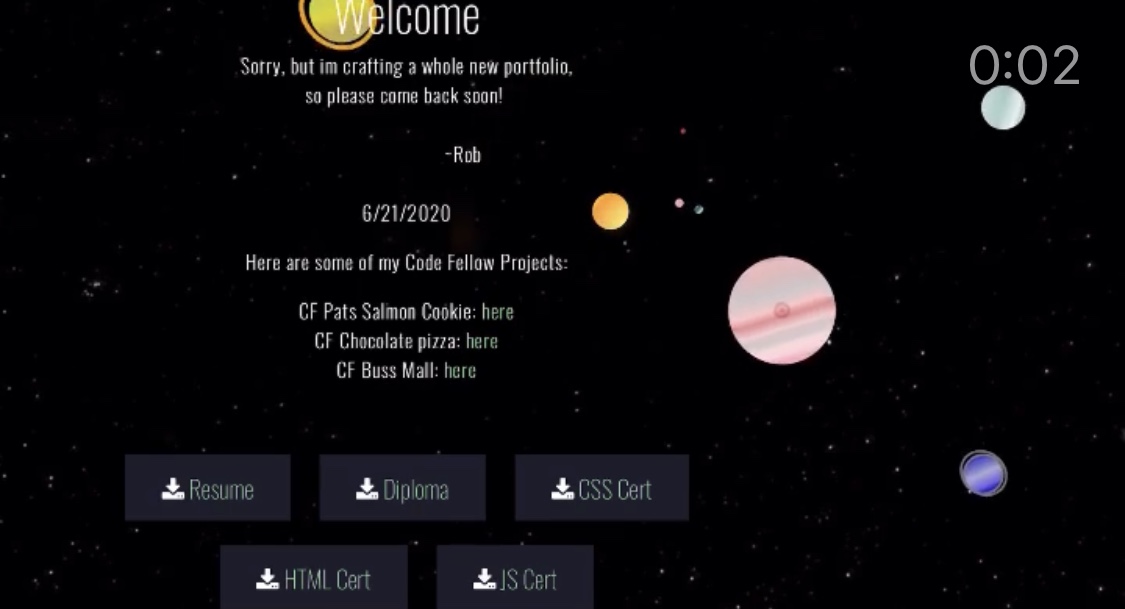 Welcome
0:02
Sorry, but im crafting a whole new portfolio,
so please come back soon!
-Rob
6/21/2020
Here are some of my Code Fellow Projects:
CF Pats Salmon Cookie: here
CF Chocolate pizza: here
CF Buss Mall: here
Resume
Diploma
CSS Cert
HTML Cert
JS Cert